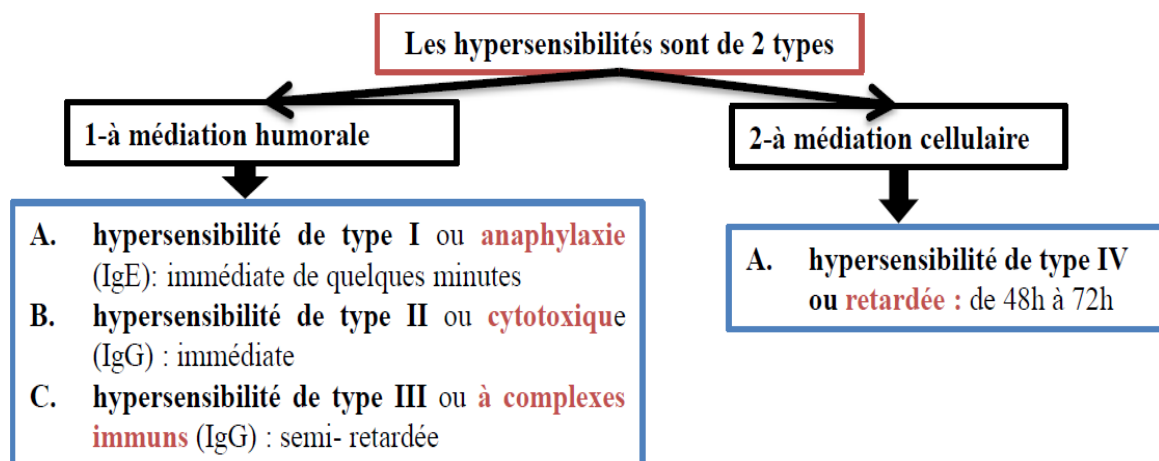 Les hypersensibilités sont de 2 types
1-à médiation humorale
2-à médiation cellulaire
A. hypersensibilité de type I ou anaphylaxie
(IgE): immédiate de quelques minutes
B. hypersensibilité de type II ou cytotoxique
(IgG) : immédiate
C. hypersensibilité de type III ou à complexes
immuns (IgG) : semi- retardée
A. hypersensibilité de type IV
ou retardée : de 48h à 72h